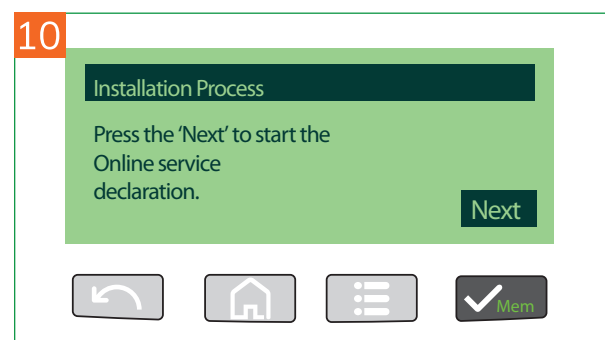 10
Installation Process
Press the ‘Next’ to start the
Online service
declaration.
Next
Mem